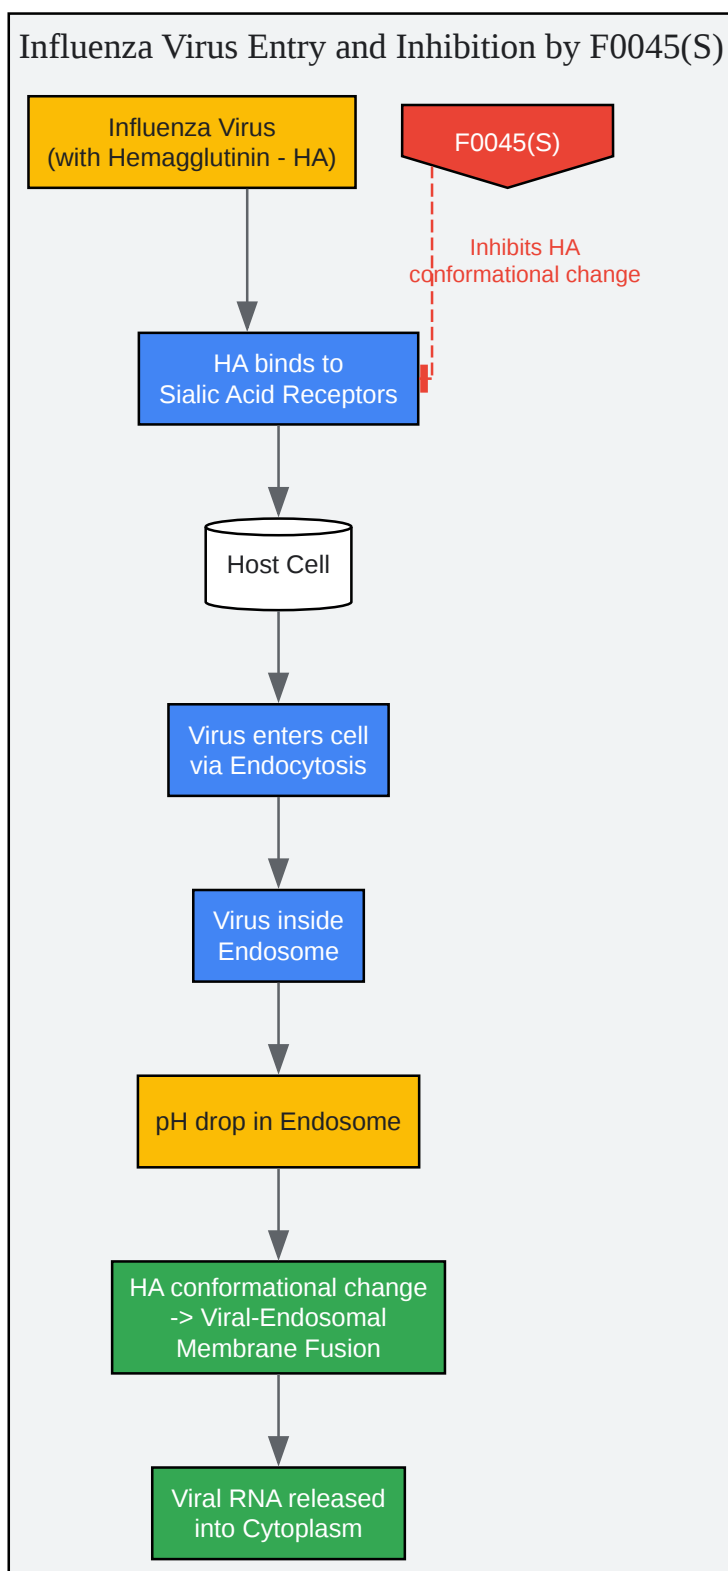 Influenza Virus Entry and Inhibition by F0045(S)
Influenza Virus
(with Hemagglutinin - HA)
F0045(S)
Inhibits HA
conformational change
HA binds to
Sialic Acid Receptors
Host Cell
Virus enters cell
via Endocytosis
Virus inside
Endosome
pH drop in Endosome
HA conformational change
-> Viral-Endosomal
Membrane Fusion
Viral RNA released
into Cytoplasm